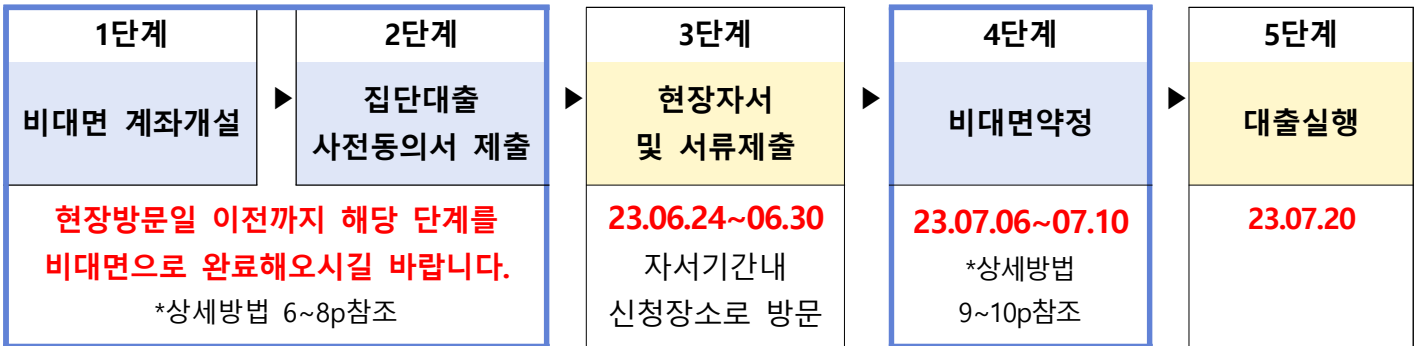 1단계
비대면 계좌개설
▶
2단계
집단대출
사전동의서 제출
현장방문일 이전까지 해당 단계를
비대면으로 완료해오시길 바랍니다.
*상세방법 6~8p참조
▶
3단계
현장자서
및 서류제출
23.06.24~06.30
자서기간내
신청장소로 방문
▶
4단계
비대면약정
23.07.06~07.10
*상세방법
9~10p참조
▶
5단계
대출실행
23.07.20